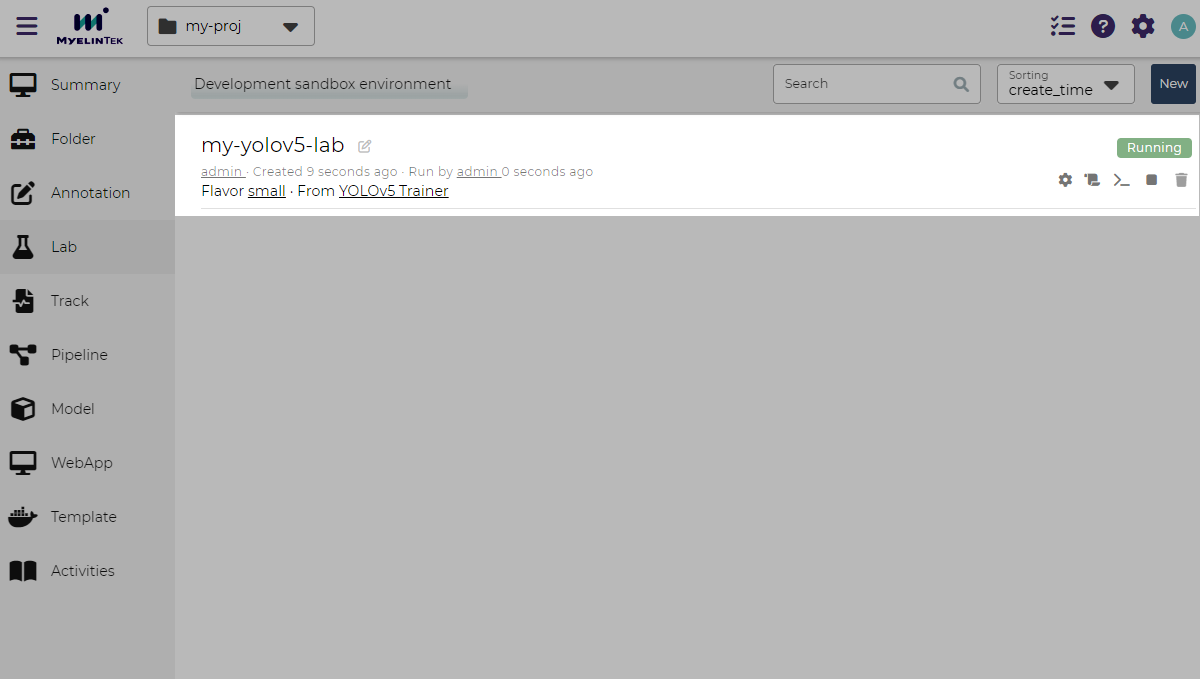 MYELINTEK
my-proj
?
A
Summary
Folder
Annotation
Lab
Track
Pipeline
Model
WebApp
Template
Activities
Development sandbox environment
Search
Sorting
create_time
New
my-yolov5-lab
Running
admin · Created 9 seconds ago · Run by admin 0 seconds ago
Flavor small · From YOLOv5 Trainer